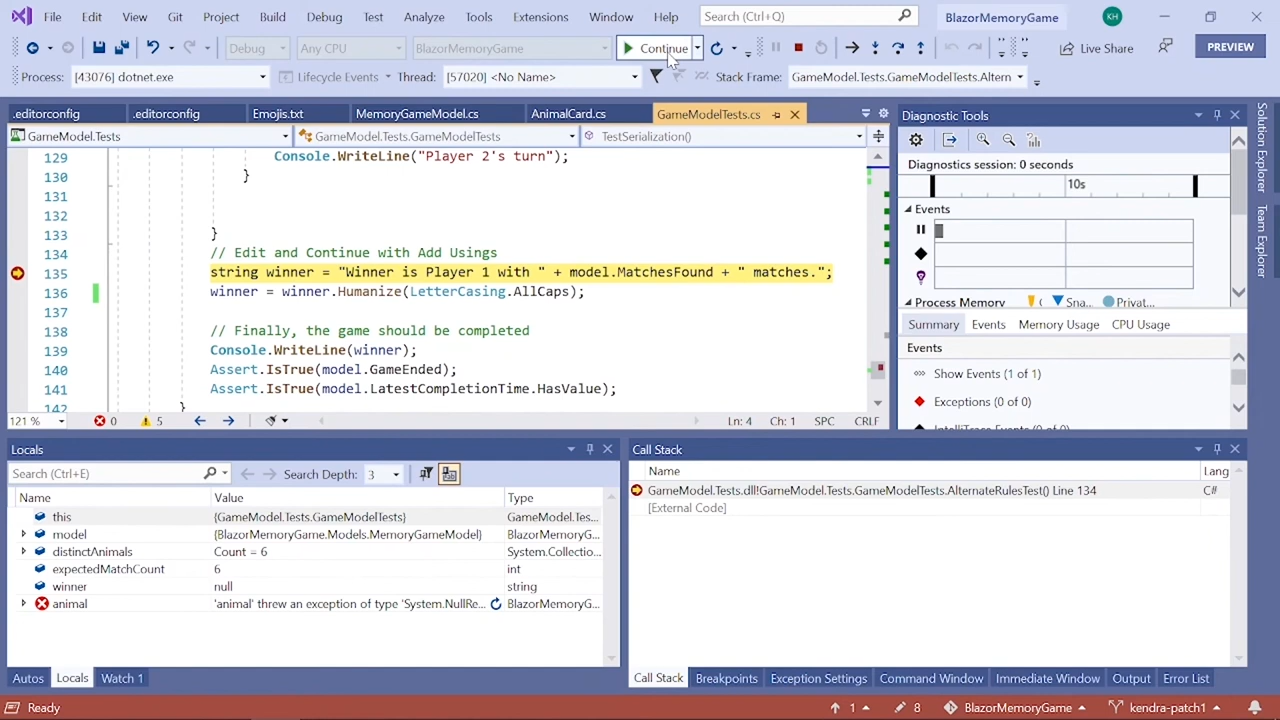 File Edit View Git Project Build Debug Test Analyze Tools Extensions Window Help Search (Ctrl+Q) BlazorMemoryGame KH
Debug Any CPU BlazorMemoryGame Continue Live Share PREVIEW
Process: [43076] dotnet.exe Lifecycle Events Thread: [57020] <No Name> Stack Frame: GameModel.Tests.GameModelTests.Altern
.editorconfig .editorconfig Emojis.txt MemoryGameModel.cs AnimalCard.cs GameModelTests.cs
GameModel.Tests GameModel.Tests.GameModelTests TestSerialization()
129 Console.WriteLine("Player 2's turn");
130 }
131
132
133 }
134 // Edit and Continue with Add Usings
135 string winner = "Winner is Player 1 with " + model.MatchesFound + " matches.";
136 winner = winner.Humanize(LetterCasing.AllCaps);
137
138 // Finally, the game should be completed
139 Console.WriteLine(winner);
140 Assert.IsTrue(model.GameEnded);
141 Assert.IsTrue(model.LatestCompletionTime.HasValue);
142 }
121 % 0 5 Ln: 4 Ch: 1 SPC CRLF
Diagnostic Tools
Diagnostics session: 0 seconds
10s
Events
Process Memory Sna... Privat...
Summary Events Memory Usage CPU Usage
Events
Show Events (1 of 1)
Exceptions (0 of 0)
IntelliTrace Events (0 of 0)
Solution Explorer
Team Explorer
Locals
Search (Ctrl+E) Search Depth: 3
Name Value Type
this {GameModel.Tests.GameModelTests} GameModel.Tes...
model {BlazorMemoryGame.Models.MemoryGameModel} BlazorMemoryG...
distinctAnimals Count = 6 System.Collectio...
expectedMatchCount 6 int
winner null string
animal 'animal' threw an exception of type 'System.NullRe... BlazorMemoryG...
Autos Locals Watch 1
Call Stack
Name Lang
GameModel.Tests.dll!GameModel.Tests.GameModelTests.AlternateRulesTest() Line 134 C#
[External Code]
Call Stack Breakpoints Exception Settings Command Window Immediate Window Output Error List
Ready 1 8 BlazorMemoryGame kendra-patch1